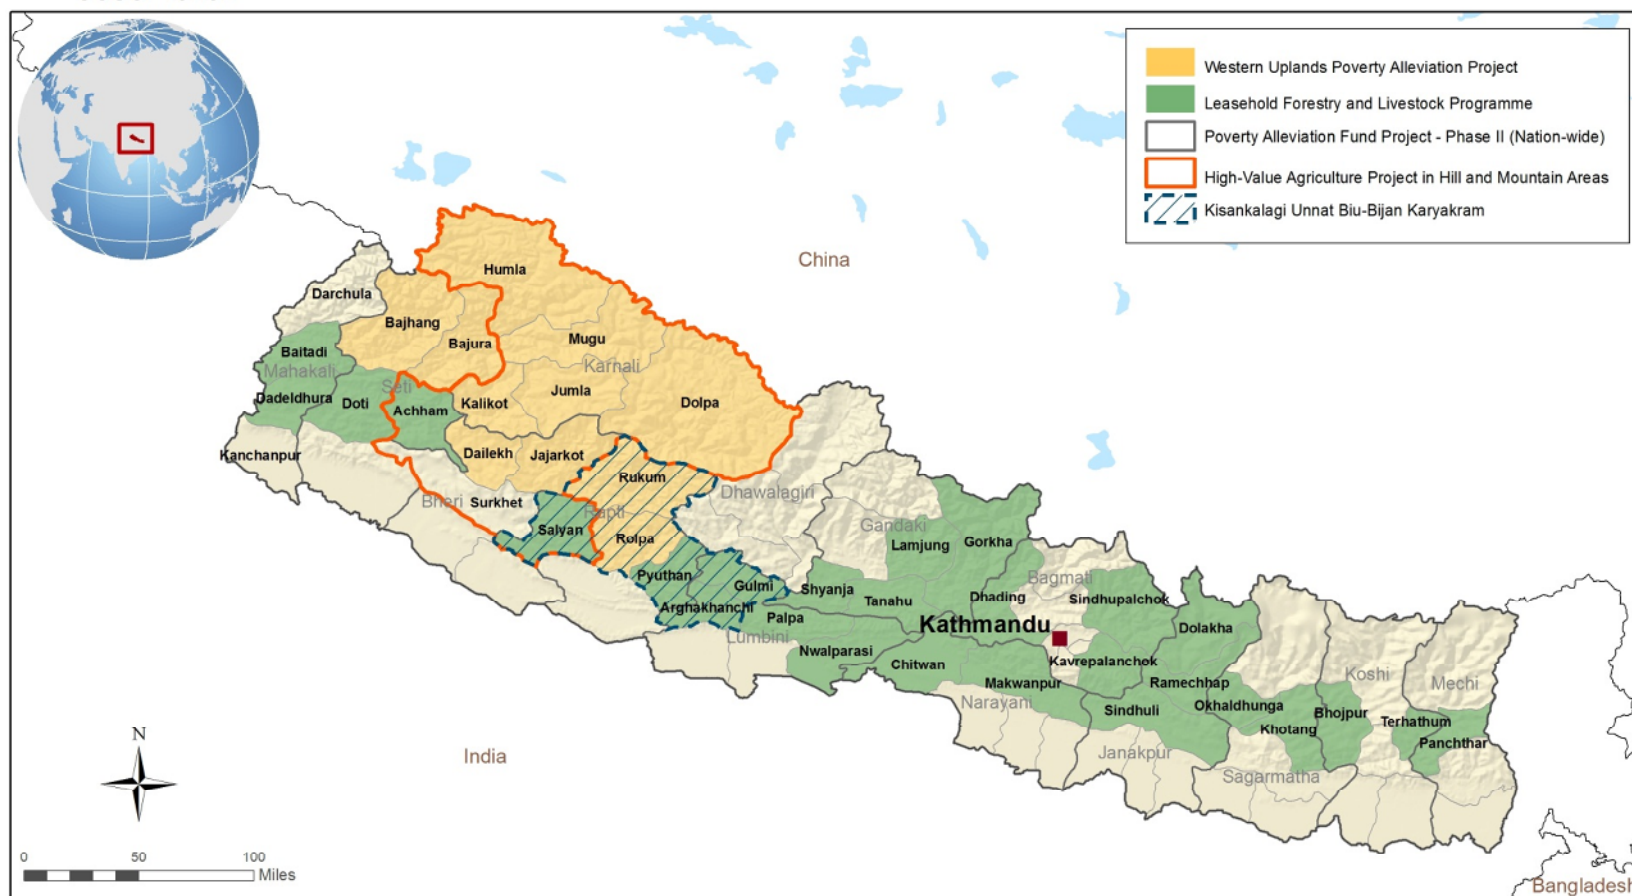 Western Uplands Poverty Alleviation Project
Leasehold Forestry and Livestock Programme
Poverty Alleviation Fund Project - Phase II (Nation-wide)
High-Value Agriculture Project in Hill and Mountain Areas
Kisankalagi Unnat Biu-Bijan Karyakram
China
Humla
Darchula
Bajhang
Mugu
Bajura
Baitadi
Karnali
Mahakali
Seti
Jumla
Dadeldhura
Doti
Achham
Kalikot
Dolpa
Kanchanpur
Dailekh
Jajarkot
Rukum
Dhawalagiri
Bheri
Surkhet
Rapti
Salyan
Rolpa
Gandaki
Lamjung
Gorkha
Pyuthan
Gulmi
Shyanja
Bagmati
Arghakhanchi
Tanahu
Dhading
Sindhupalchok
Palpa
Kathmandu
Dolakha
Lumbini
Nwalparasi
Chitwan
Kavrepalanchok
Makwanpur
Ramechhap
Koshi
Mechi
Narayani
Sindhuli
Okhaldhunga
Bhojpur
Khotang
Terhathum
Panchthar
Janakpur
Sagarmatha
India
N
0 50 100
Miles
Bangladesh